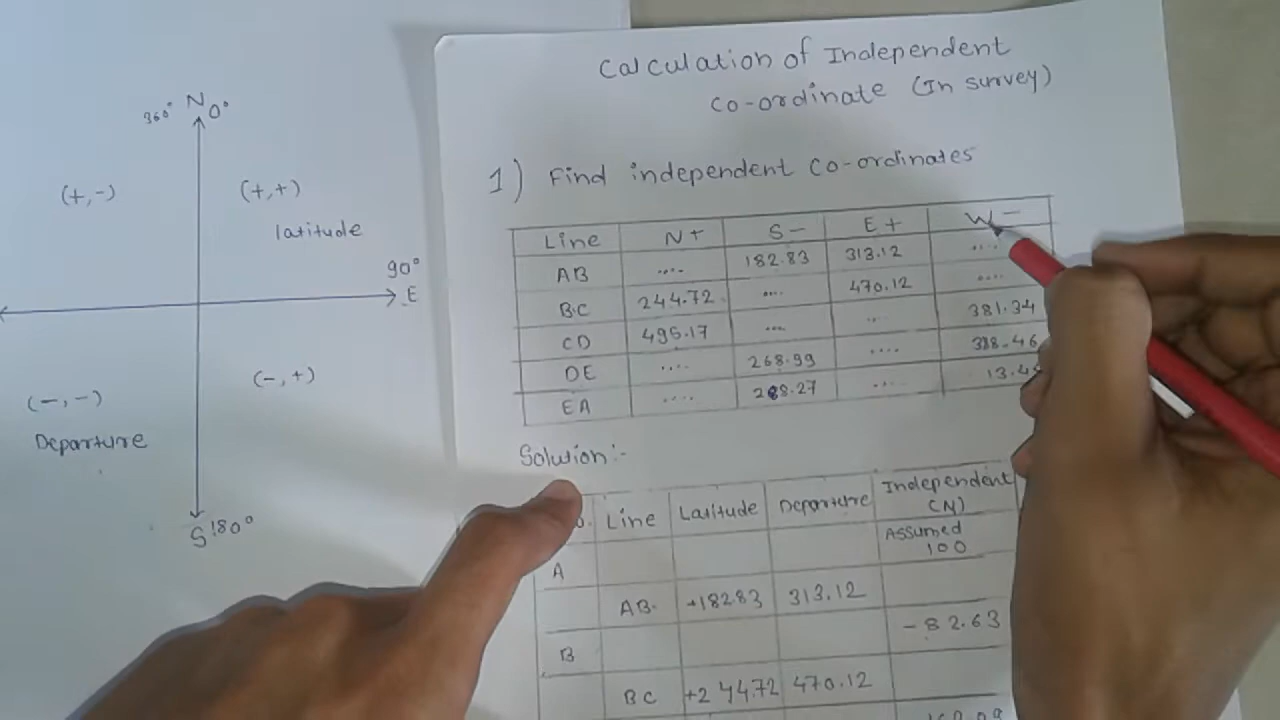 360° N 0°
(+,-)
(+,+)
latitude
90°
E
(-,+)
(-,-)
Departure
S 180°
Calculation of Independent
Co-ordinate (In survey)
1) Find independent Co-ordinates
Line N+ S- E+ W-
AB .... 182.83 313.12 ....
BC 244.72 .... 470.12 ....
CD 495.17 .... .... 381.34
DE .... 268.99 ....
EA .... 288.27 ....
Solution:-
Line Latitude Departure Independent
(N)
A Assumed
100
AB. +182.83 313.12
B -82.63
BC +244.72 470.12